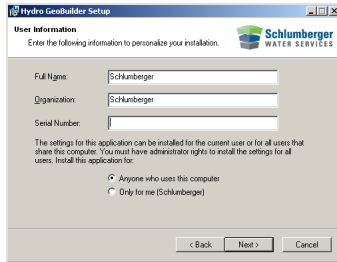 Hydro GeoBuilder Setup
User Information
Enter the following information to personalize your installation.
Schlumberger
WATER SERVICES
Full Name:
Schlumberger
Organization:
Schlumberger
Serial Number:
The settings for this application can be installed for the current user or for all users that
share this computer. You must have administrator rights to install the settings for all
users. Install this application for:
Anyone who uses this computer
Only for me (Schlumberger)
< Back
Next >
Cancel